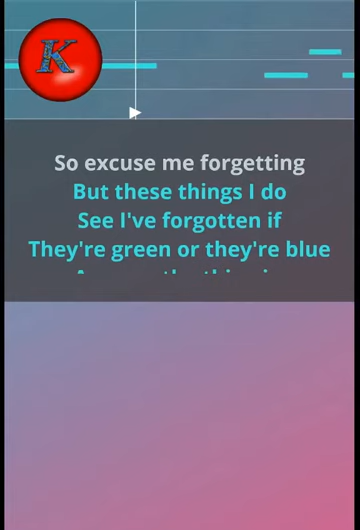 K
So excuse me forgetting
But these things I do
See I've forgotten if
They're green or they're blue